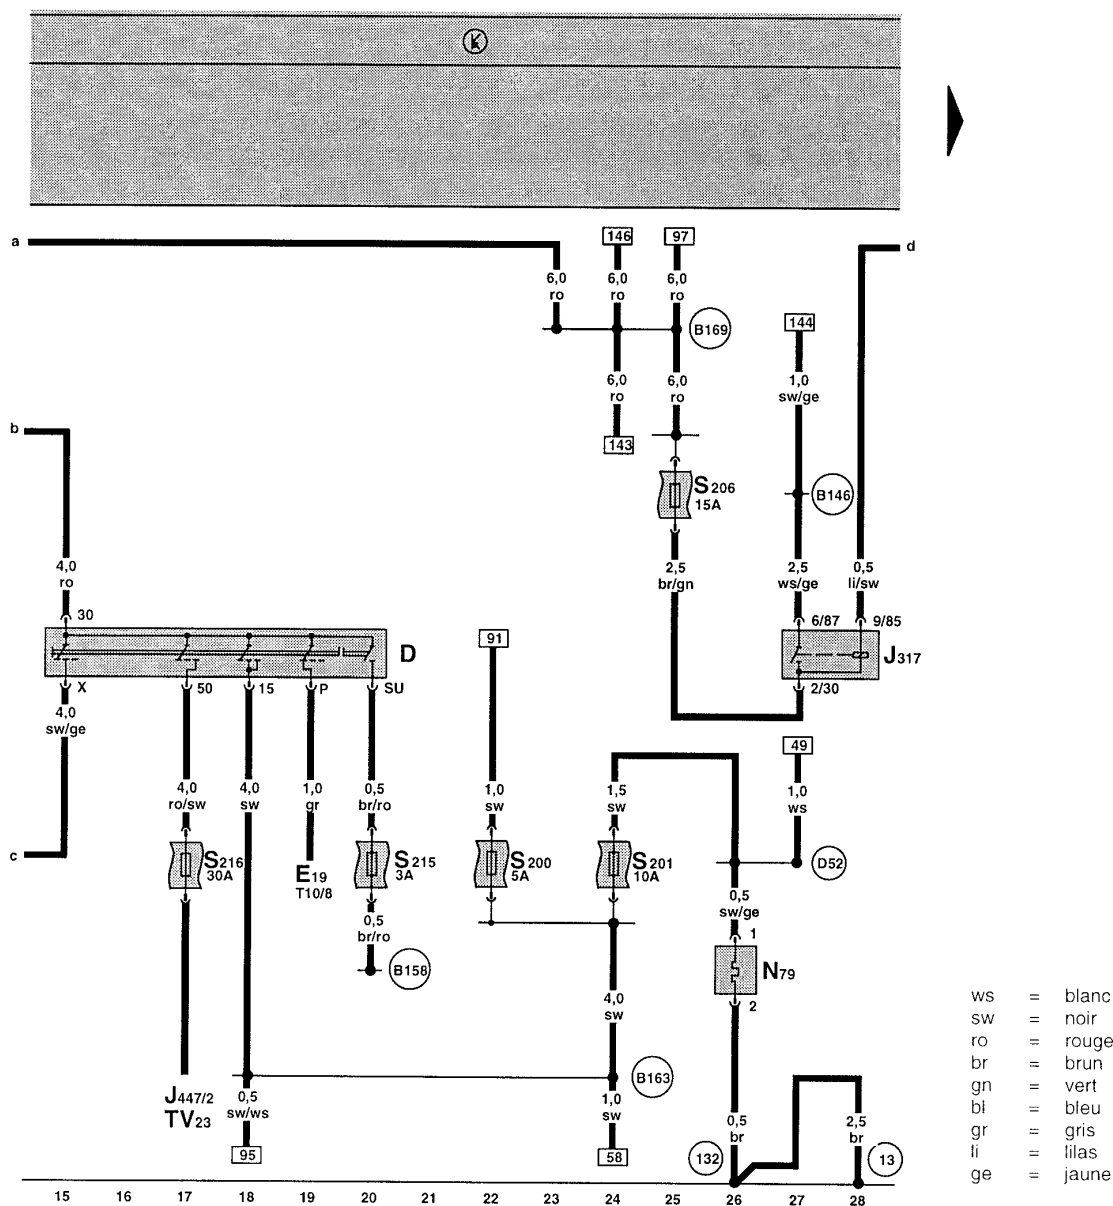 K
a
146
97
d
6,0 ro
6,0 ro
6,0 ro
B169
144
6,0 ro
6,0 ro
1,0 sw/ge
b
143
S206 15A
B146
4,0 ro
2,5 br/gn
2,5 ws/ge
0,5 li/sw
30
6/87
9/85
D
91
J317
X
50
15
P
SU
2/30
4,0 sw/ge
49
4,0 ro/sw
4,0 sw
1,0 gr
0,5 br/ro
1,0 sw
1,5 sw
1,0 ws
c
S216 30A
E19 T10/8
S215 3A
S200 5A
S201 10A
D52
0,5 br/ro
0,5 sw/ge
1
B158
N79
4,0 sw
2
ws = blanc
sw = noir
ro = rouge
br = brun
gn = vert
bl = bleu
gr = gris
li = lilas
ge = jaune
B163
J447/2
TV23
0,5 sw/ws
1,0 sw
0,5 br
2,5 br
95
58
132
13
15 16 17 18 19 20 21 22 23 24 25 26 27 28